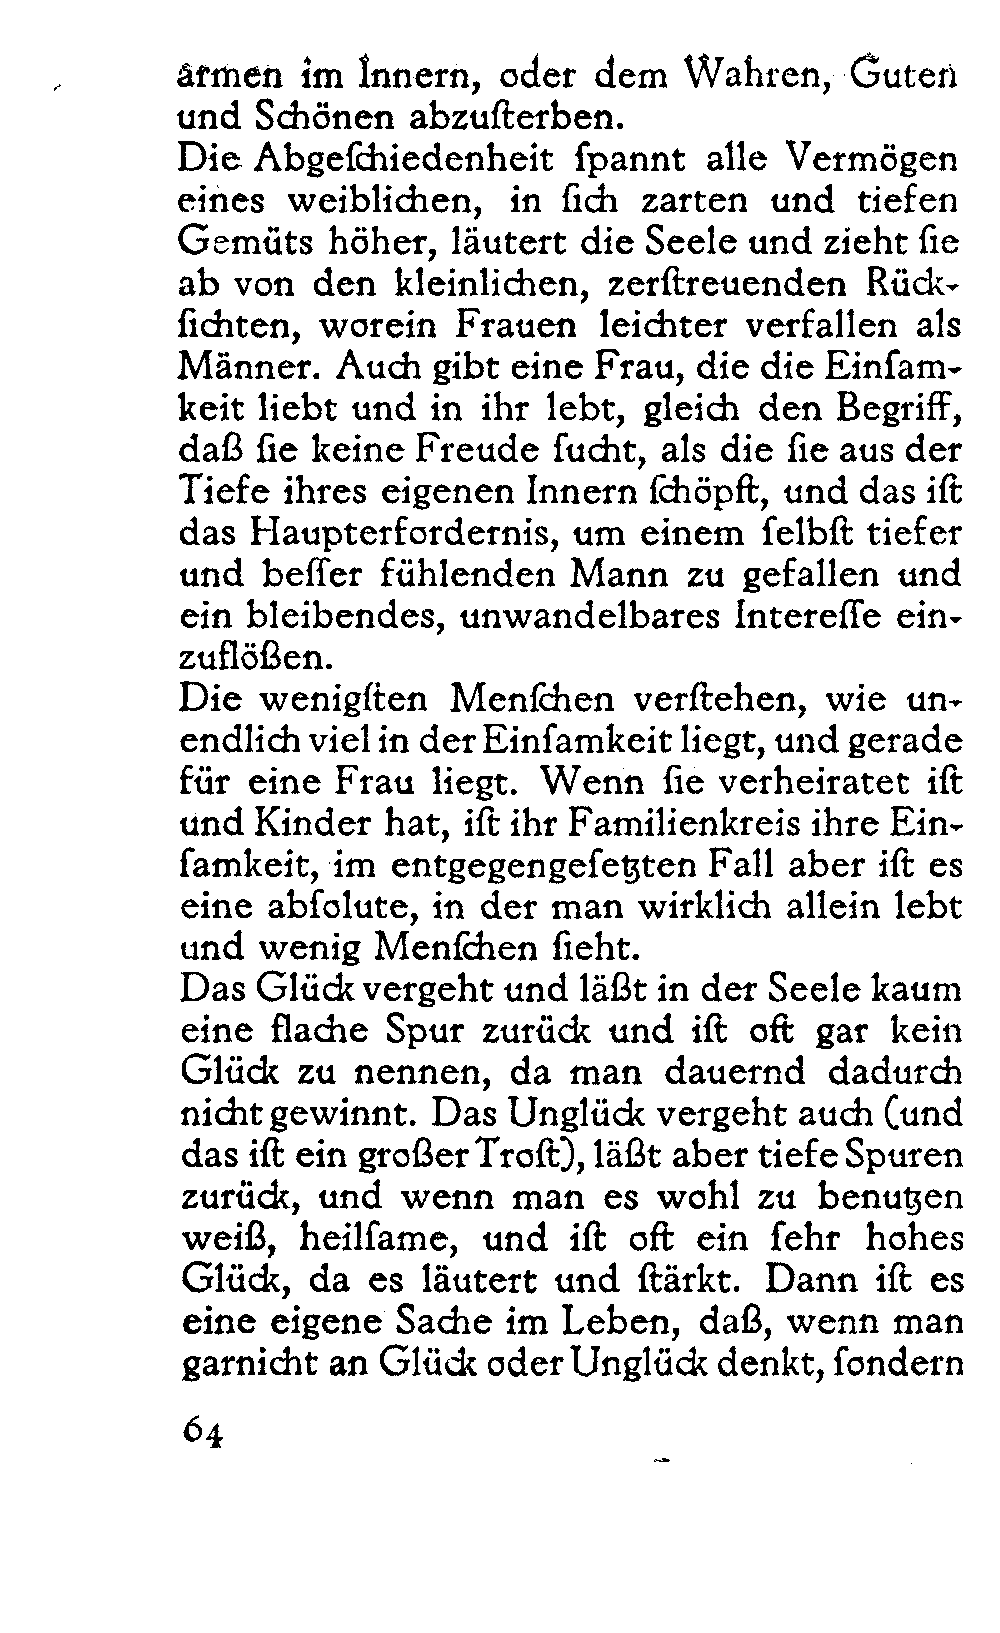 armen im Innern, oder dem Wahren, Guten
und Schönen abzuſterben.
Die Abgeſchiedenheit ſpannt alle Vermögen
eines weiblichen, in ſich zarten und tiefen
Gemüts höher, läutert die Seele und zieht ſie
ab von den kleinlichen, zerſtreuenden Rück-
ſichten, worein Frauen leichter verfallen als
Männer. Auch gibt eine Frau, die die Einſam-
keit liebt und in ihr lebt, gleich den Begriff,
daß ſie keine Freude ſucht, als die ſie aus der
Tiefe ihres eigenen Innern ſchöpft, und das iſt
das Haupterfordernis, um einem ſelbſt tiefer
und beſſer fühlenden Mann zu gefallen und
ein bleibendes, unwandelbares Intereſſe ein-
zuflößen.
Die wenigſten Menſchen verſtehen, wie un-
endlich viel in der Einſamkeit liegt, und gerade
für eine Frau liegt. Wenn ſie verheiratet iſt
und Kinder hat, iſt ihr Familienkreis ihre Ein-
ſamkeit, im entgegengeſetzten Fall aber iſt es
eine abſolute, in der man wirklich allein lebt
und wenig Menſchen ſieht.
Das Glück vergeht und läßt in der Seele kaum
eine flache Spur zurück und iſt oft gar kein
Glück zu nennen, da man dauernd dadurch
nicht gewinnt. Das Unglück vergeht auch (und
das iſt ein großer Troſt), läßt aber tiefe Spuren
zurück, und wenn man es wohl zu benutzen
weiß, heilſame, und iſt oft ein ſehr hohes
Glück, da es läutert und ſtärkt. Dann iſt es
eine eigene Sache im Leben, daß, wenn man
garnicht an Glück oder Unglück denkt, ſondern
64